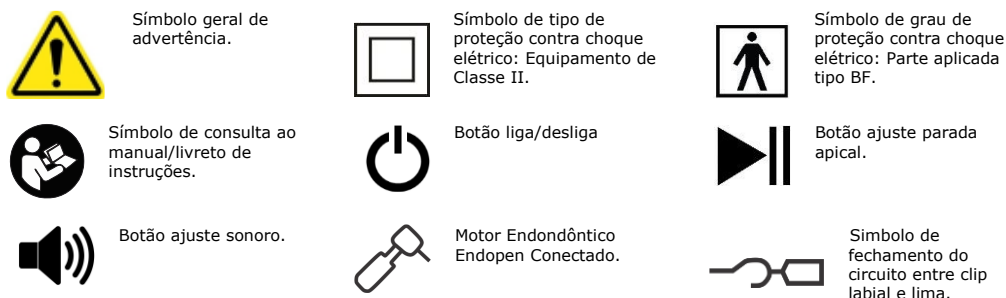 Símbolo geral de
advertência.
Símbolo de tipo de
proteção contra choque
elétrico: Equipamento de
Classe II.
Símbolo de grau de
proteção contra choque
elétrico: Parte aplicada
tipo BF.
Símbolo de consulta ao
manual/livreto de
instruções.
Botão liga/desliga
Botão ajuste parada
apical.
Botão ajuste sonoro.
Motor Endondôntico
Endopen Conectado.
Simbolo de
fechamento do
circuito entre clip
labial e lima.